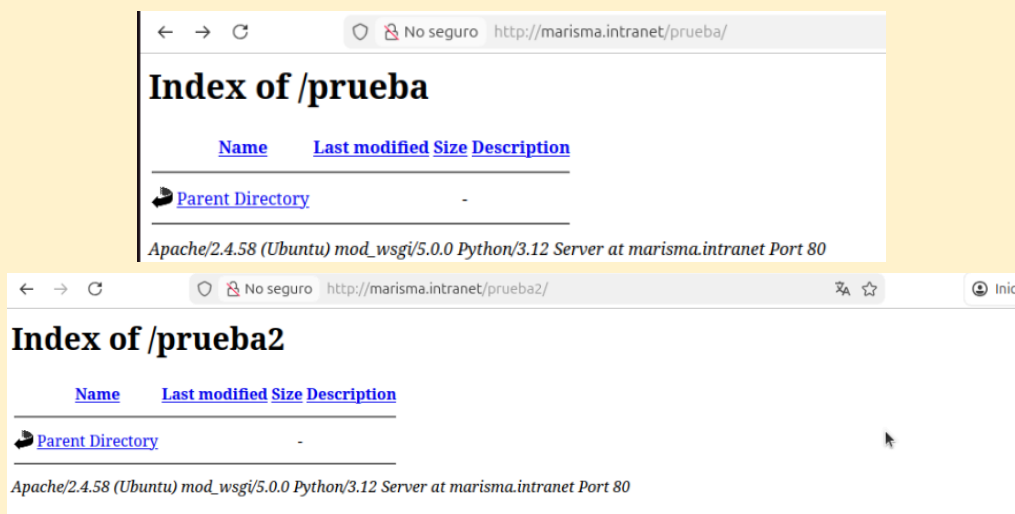 No seguro http://marisma.intranet/prueba/
Index of /prueba
Name Last modified Size Description
Parent Directory -
Apache/2.4.58 (Ubuntu) mod_wsgi/5.0.0 Python/3.12 Server at marisma.intranet Port 80
No seguro http://marisma.intranet/prueba2/
Index of /prueba2
Name Last modified Size Description
Parent Directory -
Apache/2.4.58 (Ubuntu) mod_wsgi/5.0.0 Python/3.12 Server at marisma.intranet Port 80